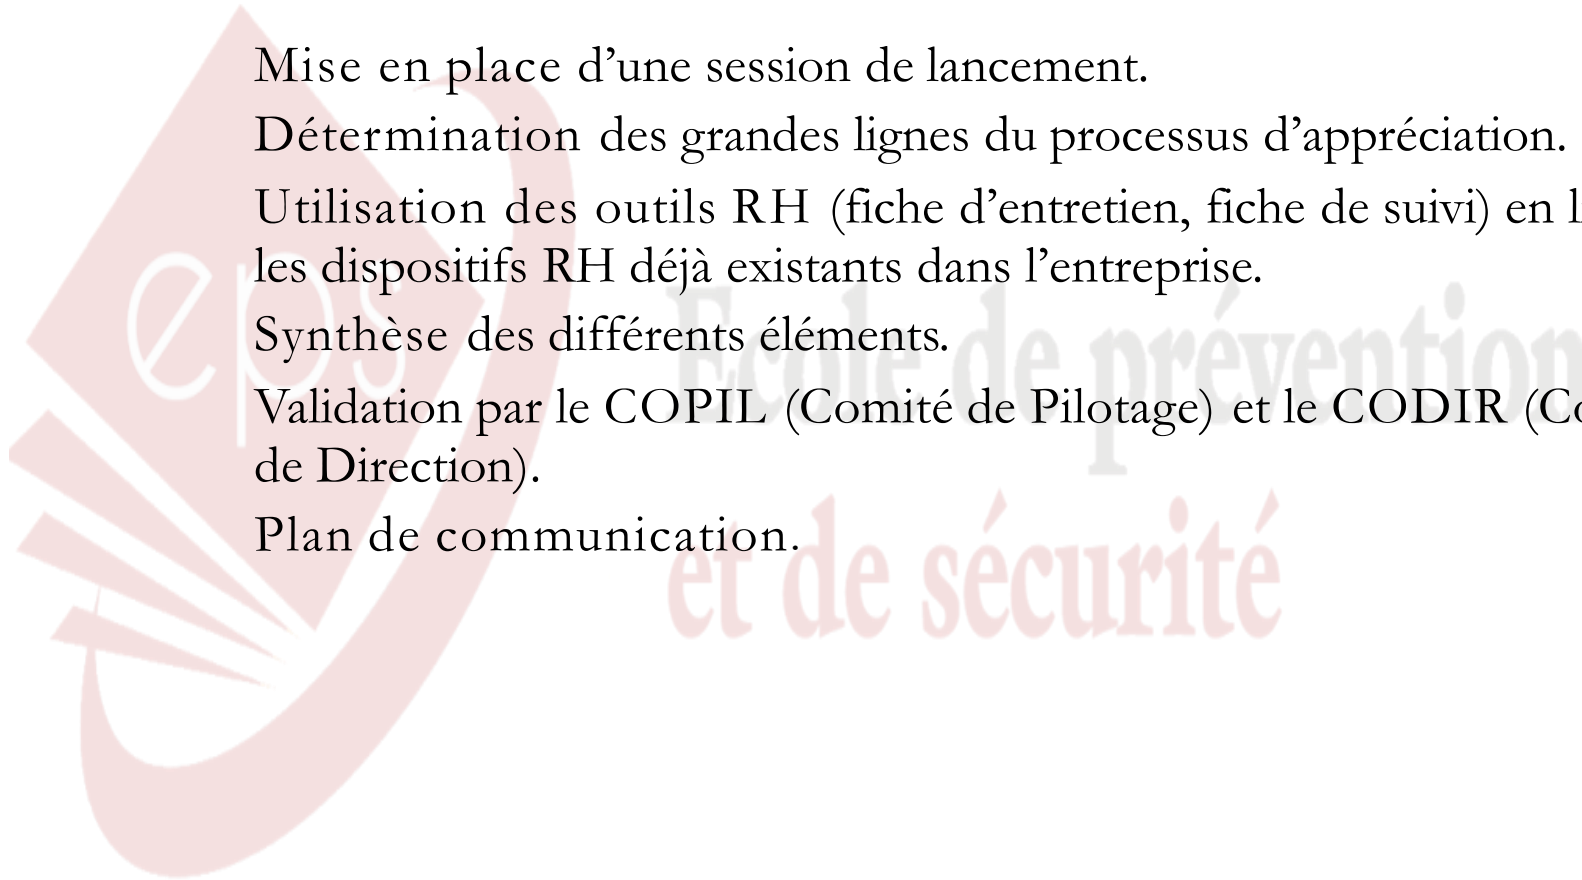 Mise en place d’une session de lancement.
Détermination des grandes lignes du processus d’appréciation.
Utilisation des outils RH (fiche d’entretien, fiche de suivi) en
les dispositifs RH déjà existants dans l’entreprise.
Synthèse des différents éléments.
Validation par le COPIL (Comité de Pilotage) et le CODIR
de Direction).
Plan de communication.
eps
Ecole de prévention
et de sécurité